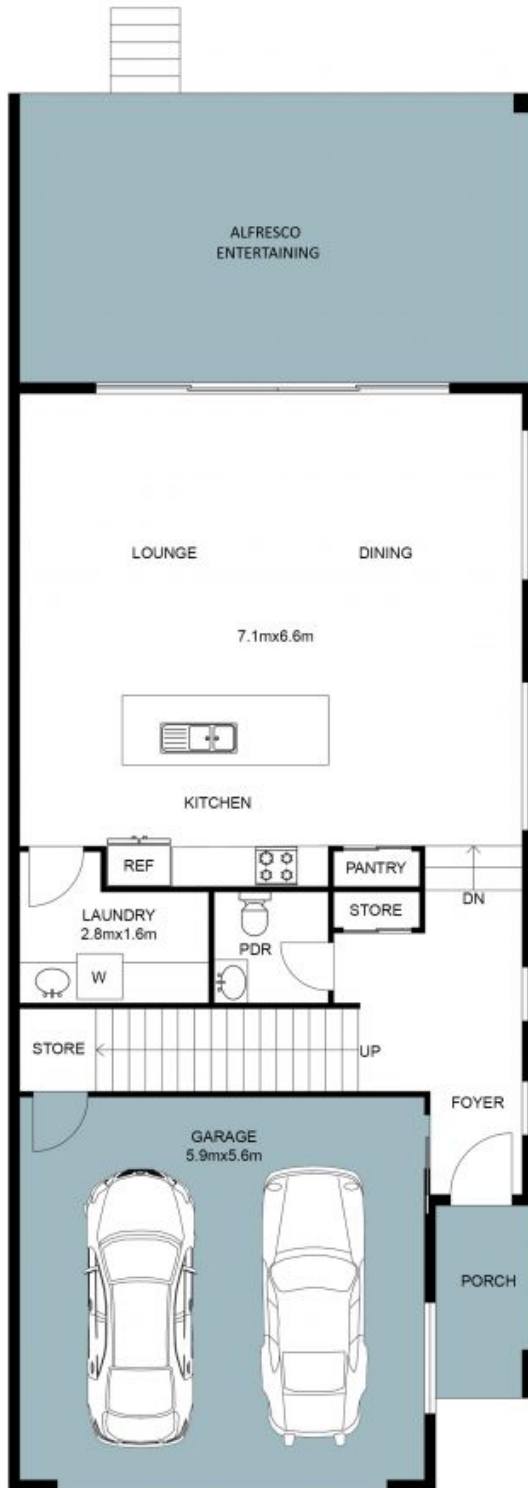 ALFRESCO
ENTERTAINING
LOUNGE
DINING
7.1mx6.6m
KITCHEN
REF
PANTRY
LAUNDRY
2.8mx1.6m
STORE
DN
PDR
W
STORE
UP
FOYER
GARAGE
5.9mx5.6m
PORCH